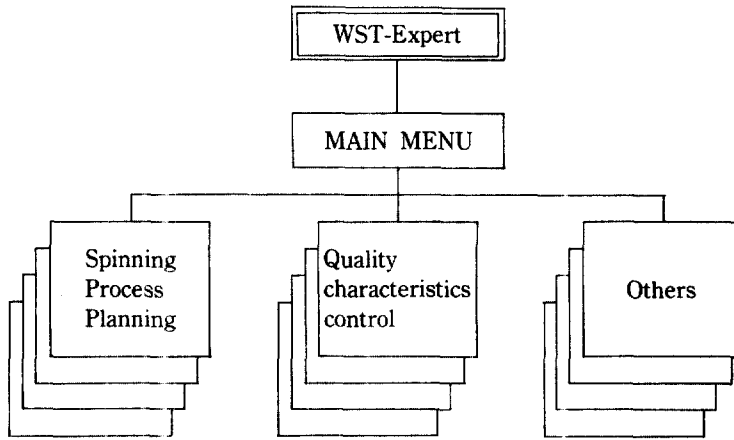 WST-Expert
MAIN MENU
Spinning
Process
Planning
Quality
characteristics
control
Others